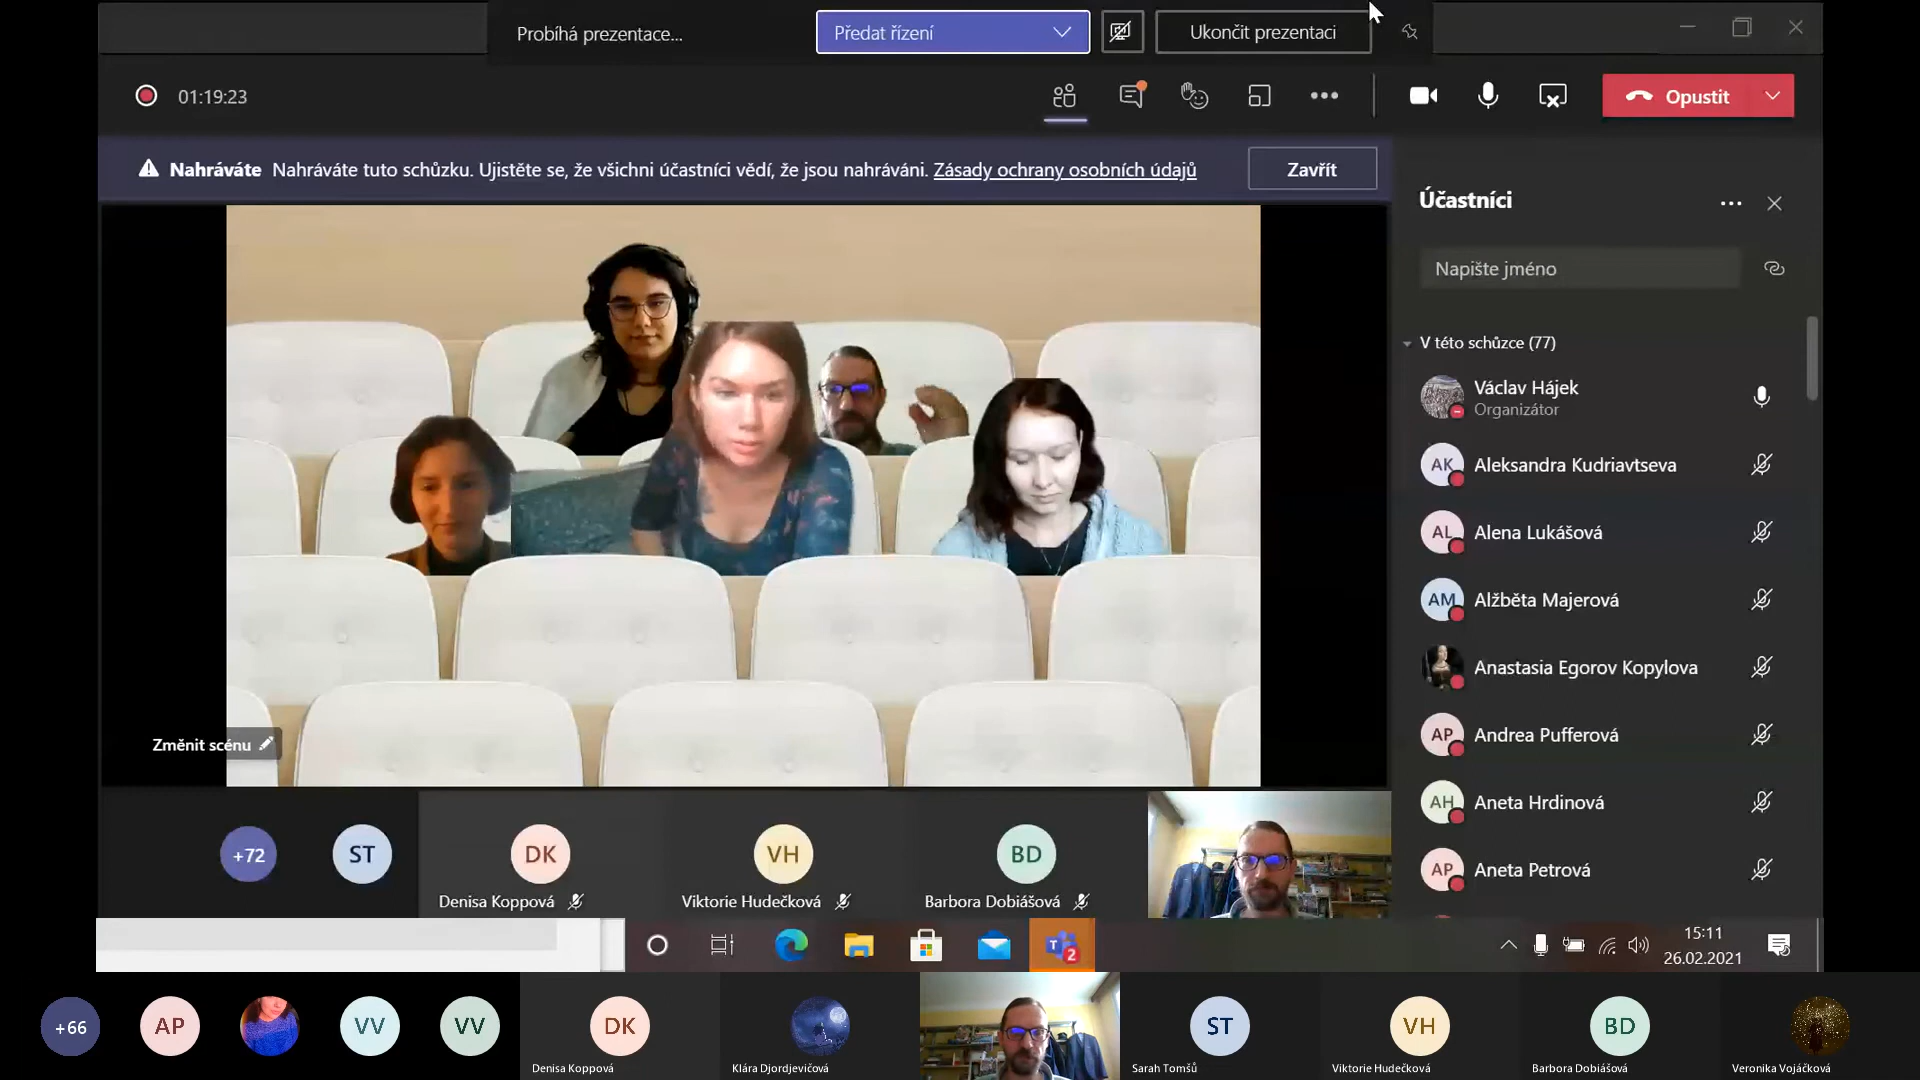 Probíhá prezentace...
Předat řízení
Ukončit prezentaci
01:19:23
Opustit
Nahráváte Nahráváte tuto schůzku. Ujistěte se, že všichni účastníci vědí, že jsou nahráváni. Zásady ochrany osobních údajů
Zavřít
Účastníci
Napište jméno
V této schůzce (77)
Václav Hájek
Organizátor
AK Aleksandra Kudriavtseva
AL Alena Lukášová
AM Alžběta Majerová
Anastasia Egorov Kopylova
AP Andrea Pufferová
AH Aneta Hrdinová
AP Aneta Petrová
Změnit scénu
+72
ST
DK
VH
BD
Denisa Koppová
Viktorie Hudečková
Barbora Dobiášová
T
2
15:11
26.02.2021
+66
AP
VV
VV
DK
ST
VH
BD
Denisa Koppová
Klára Djordjevičová
Sarah Tomšů
Viktorie Hudečková
Barbora Dobiášová
Veronika Vojáčková